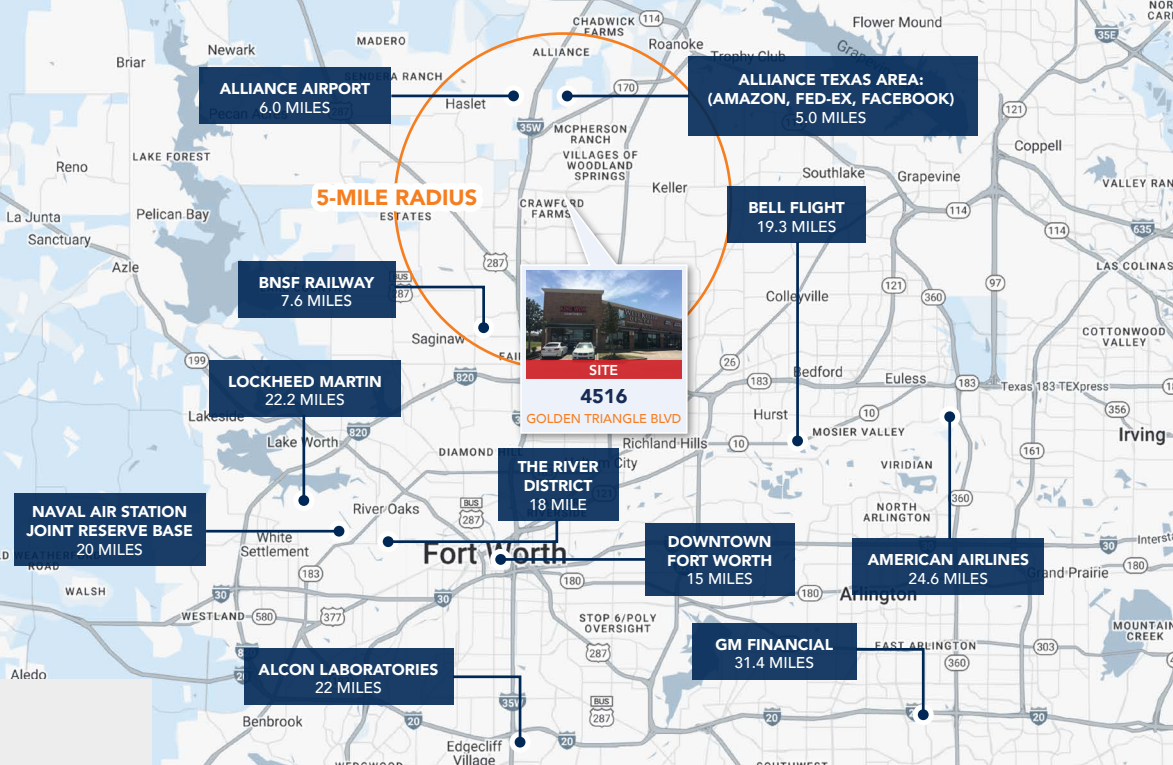 CHADWICK
FARMS
114
Flower Mound
35E
MADERO
Newark
Briar
ALLIANCE
Roanoke
Trophy Club
SENDERA RANCH
ALLIANCE AIRPORT
6.0 MILES
Haslet
170
ALLIANCE TEXAS AREA:
(AMAZON, FED-EX, FACEBOOK)
5.0 MILES
121
35W
MCPHERSON
RANCH
VILLAGES OF
WOODLAND
SPRINGS
Coppell
LAKE FOREST
Reno
Southlake
Grapevine
Keller
5-MILE RADIUS
ESTATES
CRAWFORD
FARMS
La Junta
Pelican Bay
BELL FLIGHT
19.3 MILES
114
114
635
Sanctuary
Azle
287
LAS COLINAS
BNSF RAILWAY
7.6 MILES
BUS
287
121
360
97
Colleyville
Saginaw
COTTONWOOD
VALLEY
199
26
SITE
4516
GOLDEN TRIANGLE BLVD
LOCKHEED MARTIN
22.2 MILES
820
183
Bedford
Euless
183
Texas 183 TEXpress
Lakeside
Hurst
10
356
820
Lake Worth
MOSIER VALLEY
Irving
Richland Hills
10
161
VIRIDIAN
THE RIVER
DISTRICT
18 MILE
121
360
NAVAL AIR STATION
JOINT RESERVE BASE
20 MILES
River Oaks
BUS
287
NORTH
ARLINGTON
White
Settlement
Fort Worth
DOWNTOWN
FORT WORTH
15 MILES
AMERICAN AIRLINES
24.6 MILES
30
Grand Prairie
180
ROAD
183
180
WALSH
30
30
180
Arlington
WESTLAND
580
377
STOP 6/POLY
OVERSIGHT
MOUNTAIN
CREEK
287
GM FINANCIAL
31.4 MILES
EAST ARLINGTON
303
360
ALCON LABORATORIES
22 MILES
Aledo
35W
BUS
287
Benbrook
20
20
20
20
Edgecliff
Village